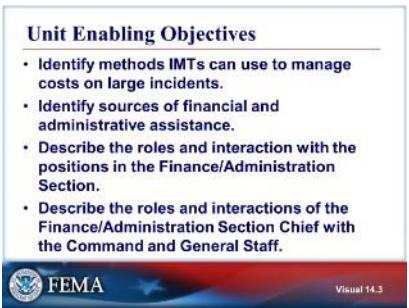 Unit Enabling Objectives
• Identify methods IMTs can use to manage
costs on large incidents.
• Identify sources of financial and
administrative assistance.
• Describe the roles and interaction with the
positions in the Finance/Administration
Section.
• Describe the roles and interactions of the
Finance/Administration Section Chief with
the Command and General Staff.
FEMA
Visual 14.3